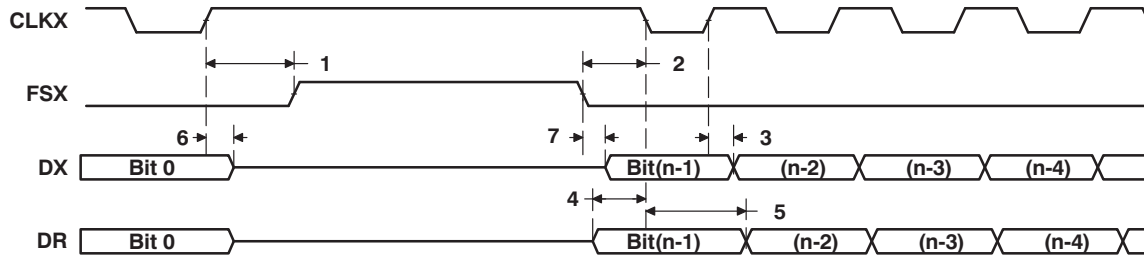 CLKX
1 2
FSX
6 7 3
DX Bit 0 Bit(n-1) (n-2) (n-3) (n-4)
4 5
DR Bit 0 Bit(n-1) (n-2) (n-3) (n-4)